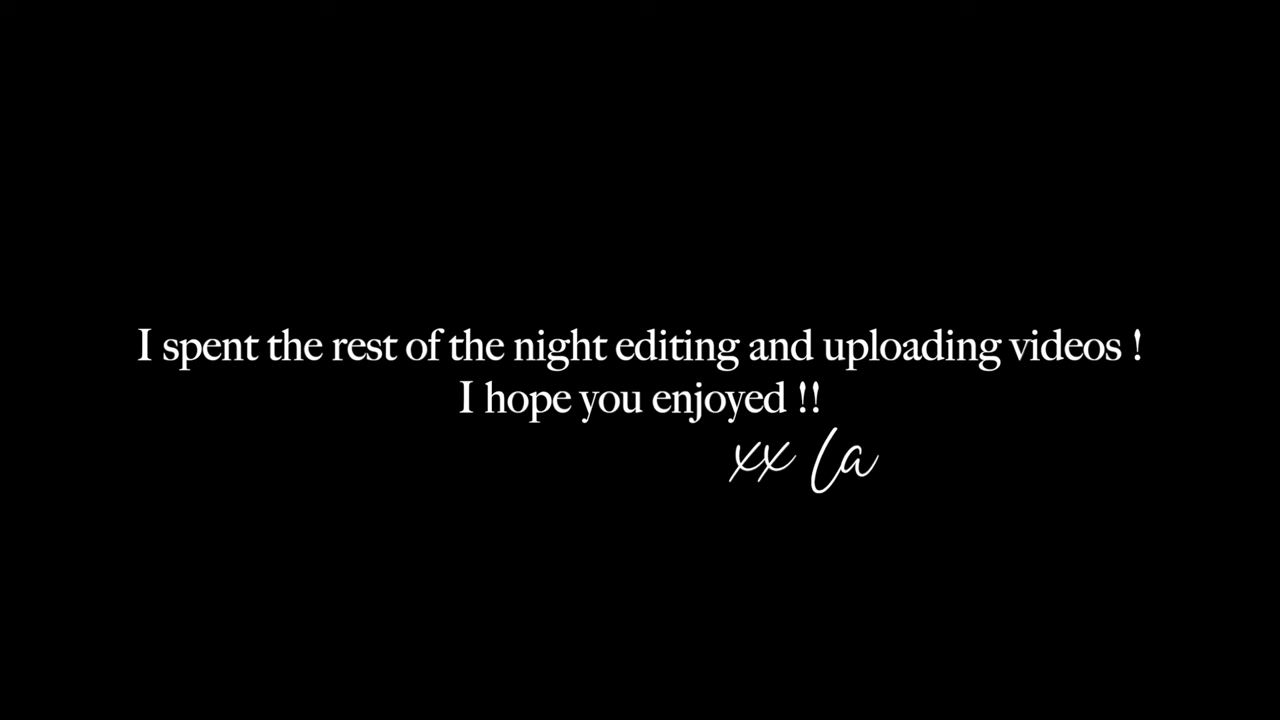 I spent the rest of the night editing and uploading videos !
I hope you enjoyed !!
xx La